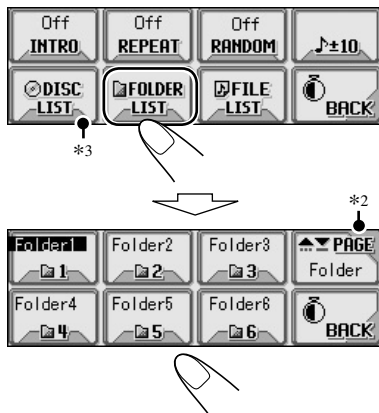 Off Off Off
INTRO REPEAT RANDOM ♪±10
DISC FOLDER FILE
LIST LIST LIST BACK
*3
*2
Folder1 Folder2 Folder3 PAGE
1 2 3 Folder
Folder4 Folder5 Folder6
4 5 6 BACK